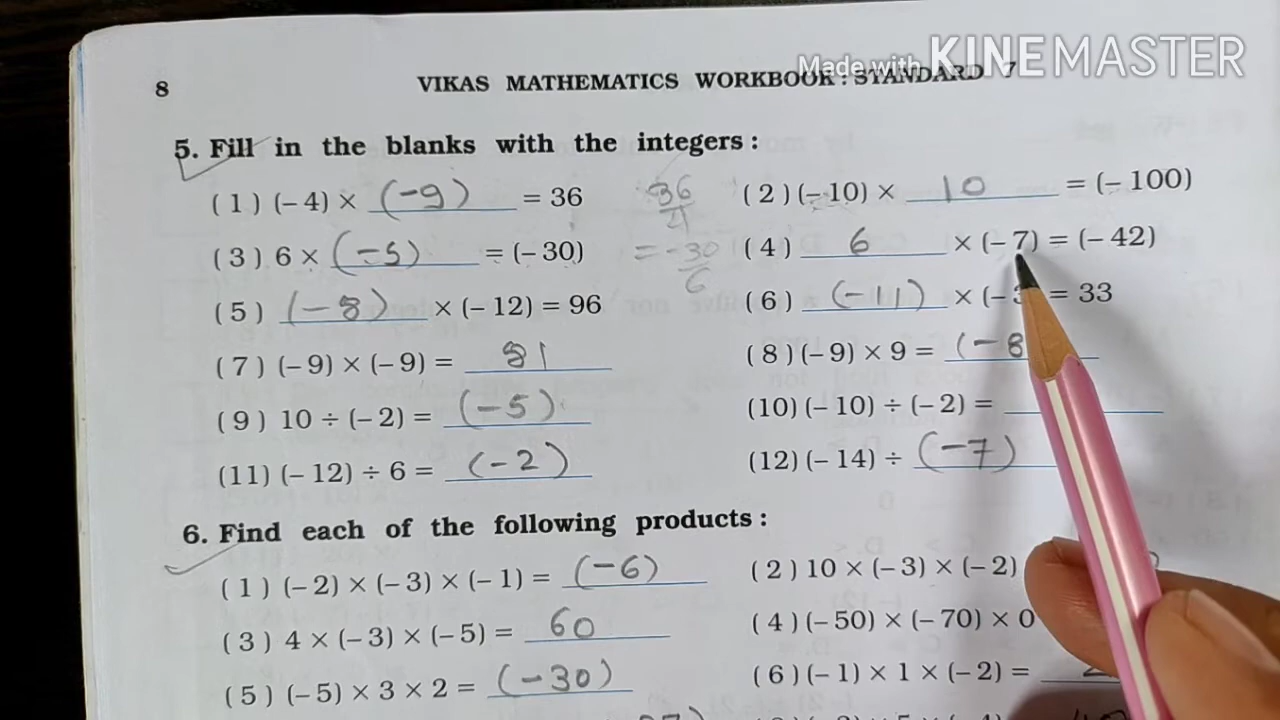 Made with KINEMASTER
8 VIKAS MATHEMATICS WORKBOOK : STANDARD 7
5. Fill in the blanks with the integers :
( 1 ) (– 4) × (-9) = 36
36/4
( 2 ) (– 10) × 10 = (– 100)
( 3 ) 6 × (-5) = (– 30)
= -30/6
( 4 ) 6 × (– 7) = (– 42)
( 5 ) (-8) × (– 12) = 96
( 6 ) (-11) × (– 3 = 33
( 7 ) (– 9) × (– 9) = 81
( 8 ) (– 9) × 9 = (-8
( 9 ) 10 ÷ (– 2) = (-5)
(10) (– 10) ÷ (– 2) =
(11) (– 12) ÷ 6 = (-2)
(12) (– 14) ÷ (-7)
6. Find each of the following products :
( 1 ) (– 2) × (– 3) × (– 1) = (-6)
( 2 ) 10 × (– 3) × (– 2)
( 3 ) 4 × (– 3) × (– 5) = 60
( 4 ) (– 50) × (– 70) × 0
( 5 ) (– 5) × 3 × 2 = (-30)
( 6 ) (– 1) × 1 × (– 2) =